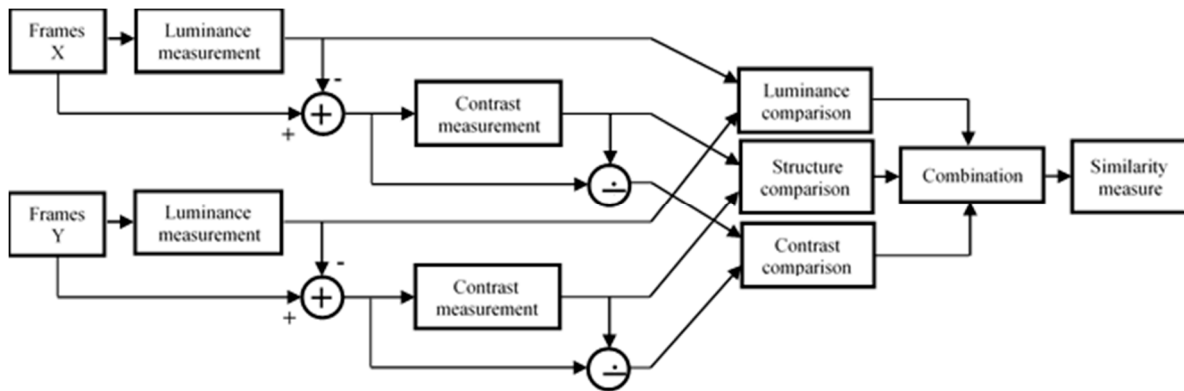 Frames
X
Luminance
measurement
-
+
+
Contrast
measurement
÷
Luminance
comparison
Structure
comparison
Contrast
comparison
Combination
Similarity
measure
Frames
Y
Luminance
measurement
-
+
+
Contrast
measurement
÷